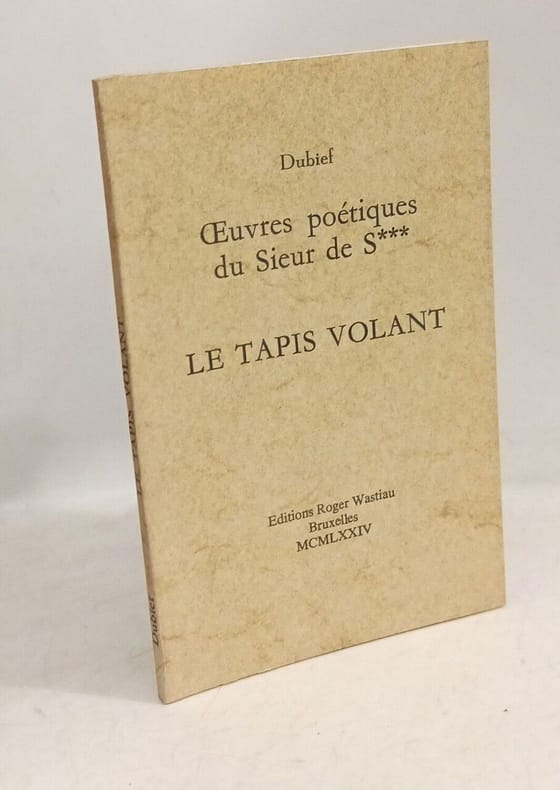 Dubief
Œuvres poétiques
du Sieur de S***
LE TAPIS VOLANT
Editions Roger Wastiau
Bruxelles
MCMLXXIV
LE TAPIS VOLANT
Dubief